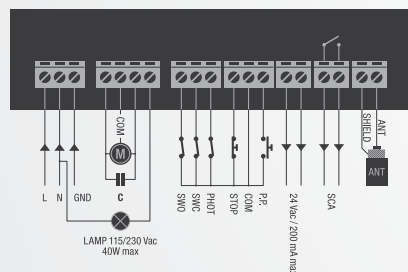 COM
M
SHIELD
ANT
ANT
L
N
GND
C
SWO
SWC
PHOT
STOP
COM
P.P.
24 Vac / 200 mA max
SCA
LAMP 115/230 Vac
40W max